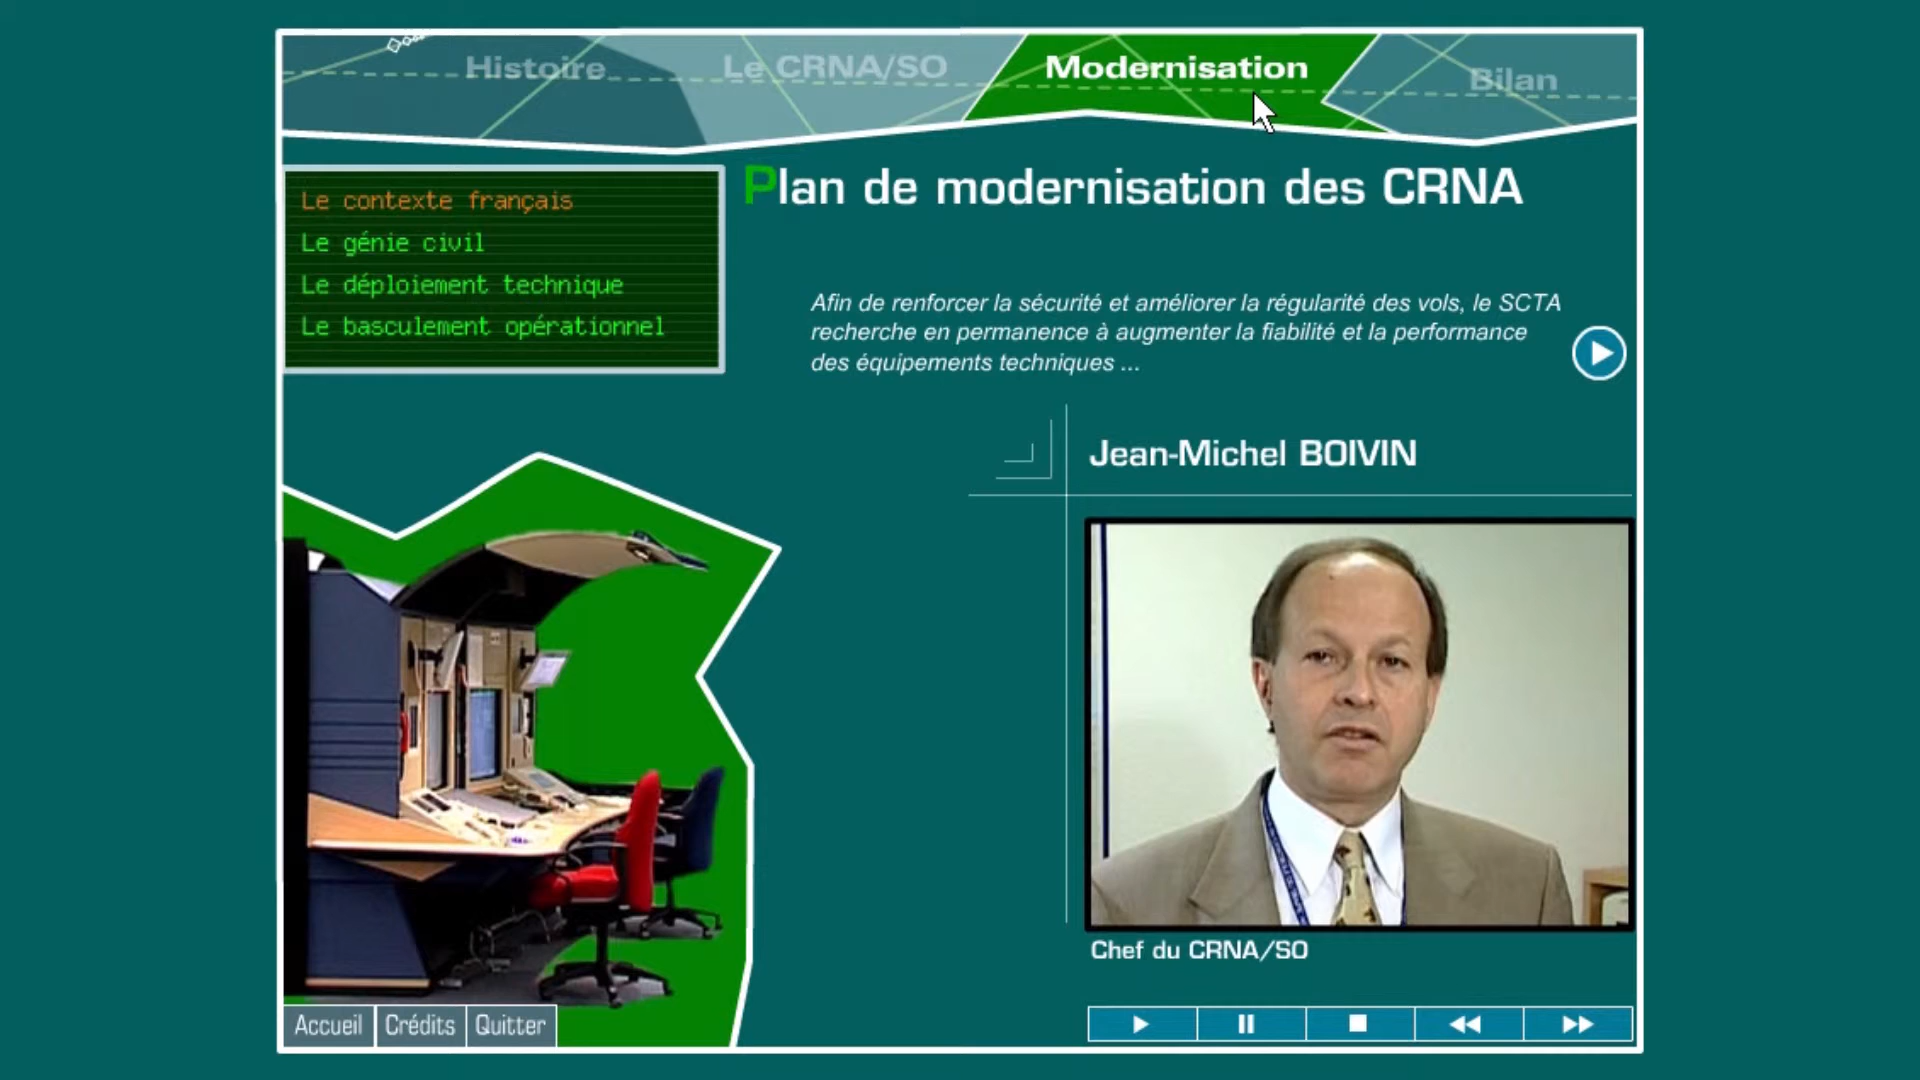 Histoire
Le CRNA/SO
Modernisation
Bilan
Le contexte français
Le génie civil
Le déploiement technique
Le basculement opérationnel
Plan de modernisation des CRNA
Afin de renforcer la sécurité et améliorer la régularité des vols, le SCTA
recherche en permanence à augmenter la fiabilité et la performance
des équipements techniques ...
Jean-Michel BOIVIN
Chef du CRNA/SO
Accueil
Crédits
Quitter